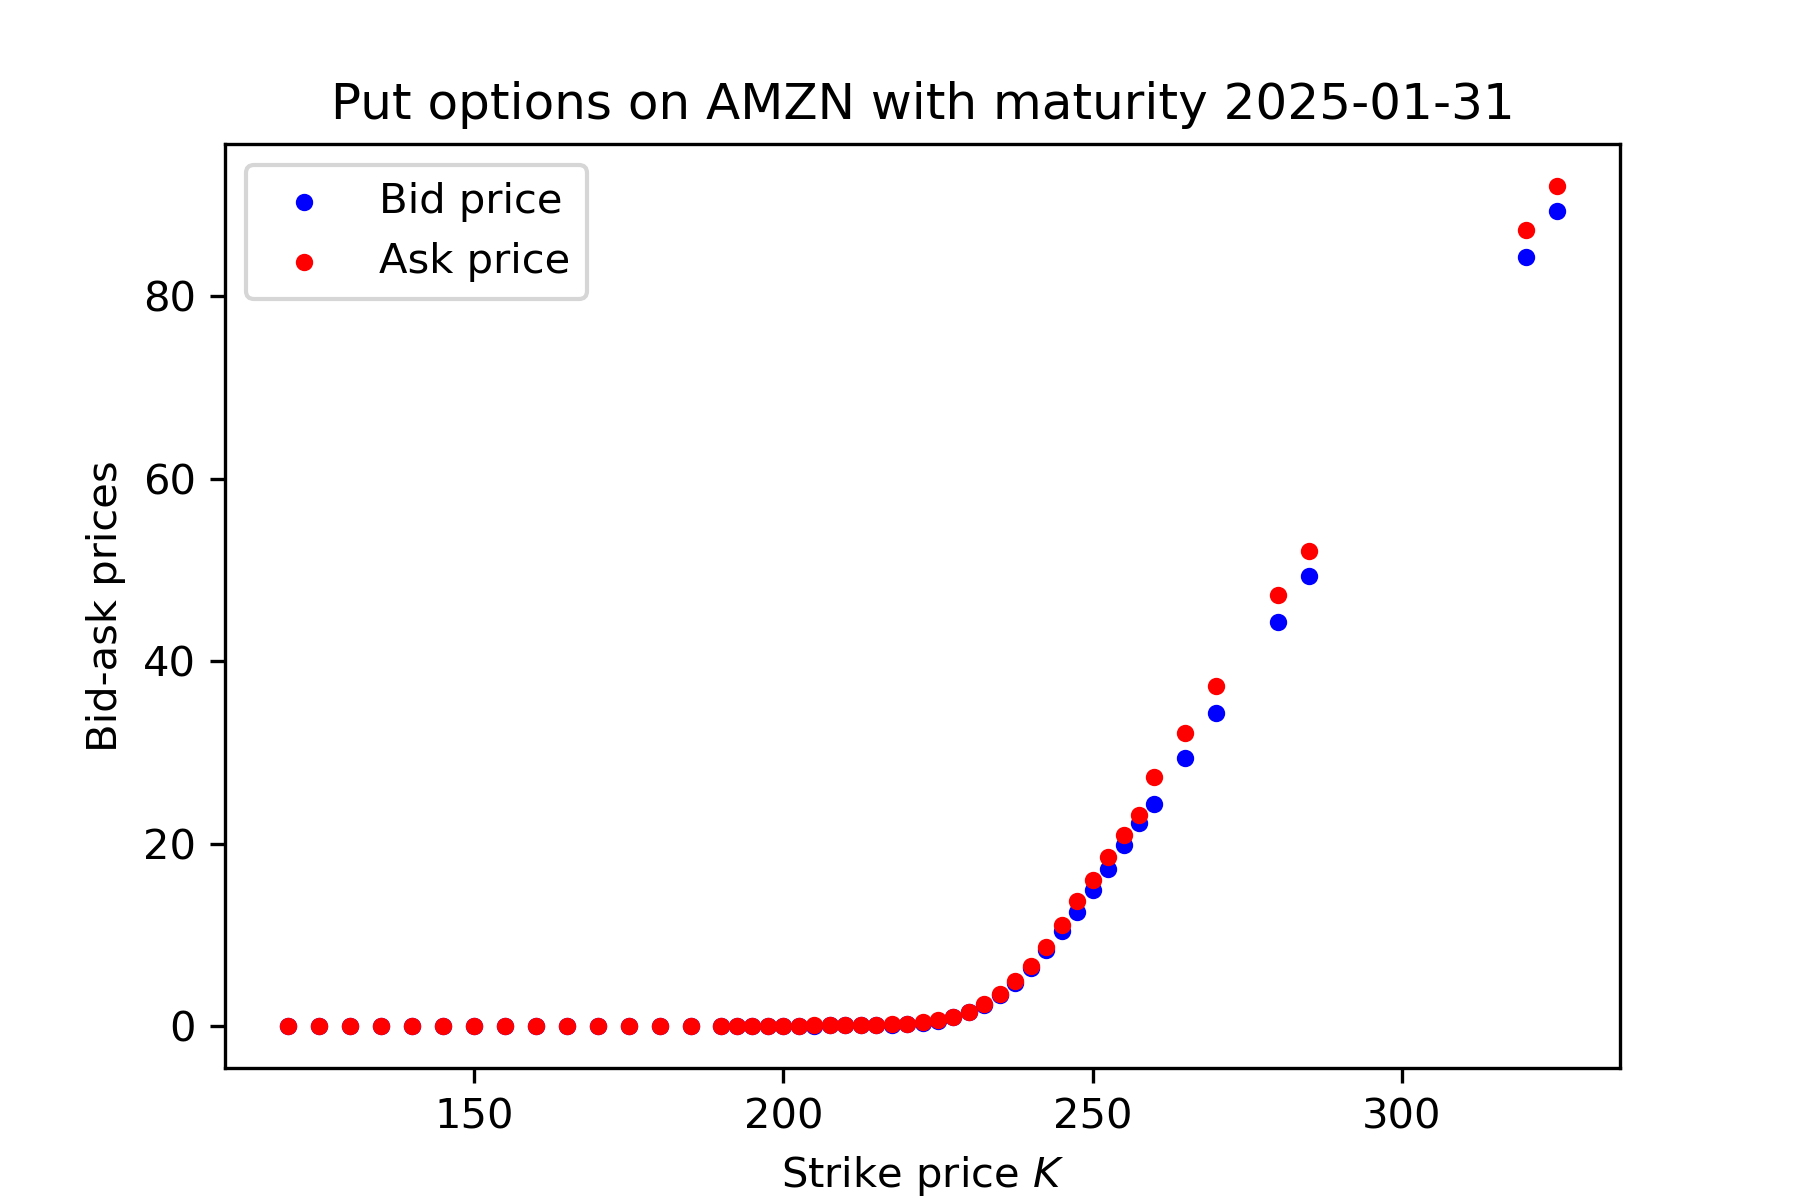 Put options on AMZN with maturity 2025-01-31
Bid price
Ask price
80
60
40
20
0
Bid-ask prices
150 200 250 300
Strike price K